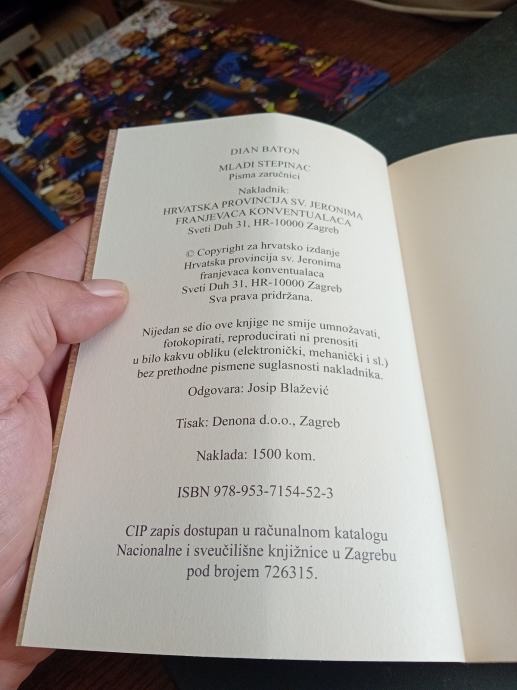 DIAN BATON
MLADI STEPINAC
Pisma zaručnici
Nakladnik:
HRVATSKA PROVINCIJA SV. JERONIMA
FRANJEVACA KONVENTUALACA
Sveti Duh 31, HR-10000 Zagreb
© Copyright za hrvatsko izdanje
Hrvatska provincija sv. Jeronima
franjevaca konventualaca
Sveti Duh 31, HR-10000 Zagreb
Sva prava pridržana.
Nijedan se dio ove knjige ne smije umnožavati,
fotokopirati, reproducirati ni prenositi
u bilo kakvu obliku (elektronički, mehanički i sl.)
bez prethodne pismene suglasnosti nakladnika.
Odgovara: Josip Blažević
Tisak: Denona d.o.o., Zagreb
Naklada: 1500 kom.
ISBN 978-953-7154-52-3
CIP zapis dostupan u računalnom katalogu
Nacionalne i sveučilišne knjižnice u Zagrebu
pod brojem 726315.